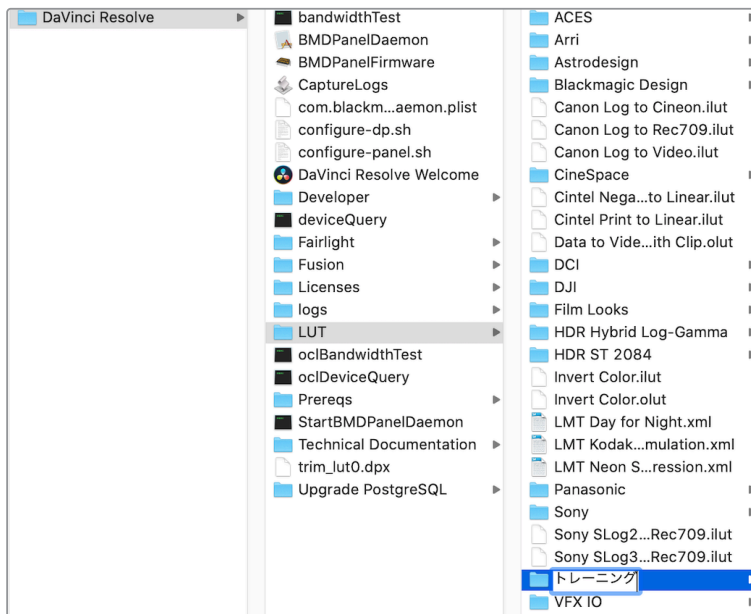 DaVinci Resolve
bandwidthTest
BMDPanelDaemon
BMDPanelFirmware
CaptureLogs
com.blackm...aemon.plist
configure-dp.sh
configure-panel.sh
DaVinci Resolve Welcome
Developer
deviceQuery
Fairlight
Fusion
Licenses
logs
LUT
oclBandwidthTest
oclDeviceQuery
Prereqs
StartBMDPanelDaemon
Technical Documentation
trim_lut0.dpx
Upgrade PostgreSQL
ACES
Arri
Astrodesign
Blackmagic Design
Canon Log to Cineon.ilut
Canon Log to Rec709.ilut
Canon Log to Video.ilut
CineSpace
Cintel Nega...to Linear.ilut
Cintel Print to Linear.ilut
Data to Vide...ith Clip.olut
DCI
DJI
Film Looks
HDR Hybrid Log-Gamma
HDR ST 2084
Invert Color.ilut
Invert Color.olut
LMT Day for Night.xml
LMT Kodak...mulation.xml
LMT Neon S...ression.xml
Panasonic
Sony
Sony SLog2...Rec709.ilut
Sony SLog3...Rec709.ilut
トレーニング
VFX IO